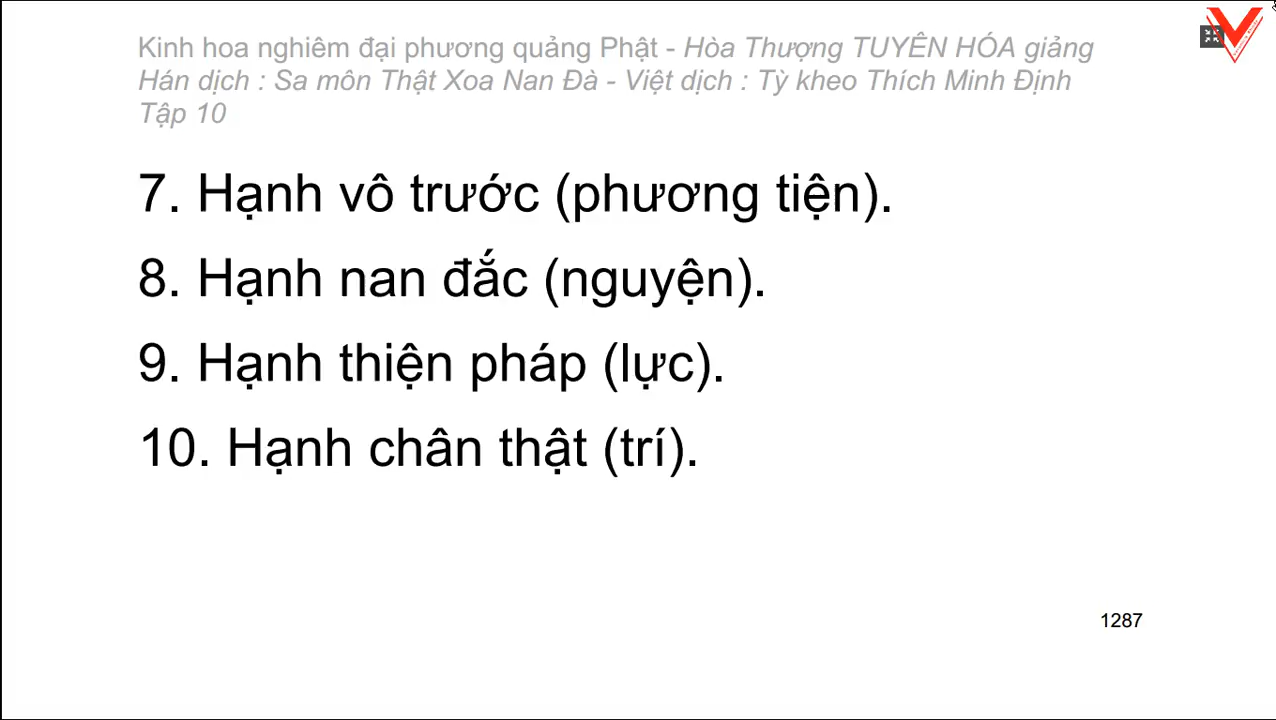 Kinh hoa nghiêm đại phương quảng Phật - Hòa Thượng TUYÊN HÓA giảng
Hán dịch : Sa môn Thật Xoa Nan Đà - Việt dịch : Tỳ kheo Thích Minh Định
Tập 10
7. Hạnh vô trước (phương tiện).
8. Hạnh nan đắc (nguyện).
9. Hạnh thiện pháp (lực).
10. Hạnh chân thật (trí).
1287